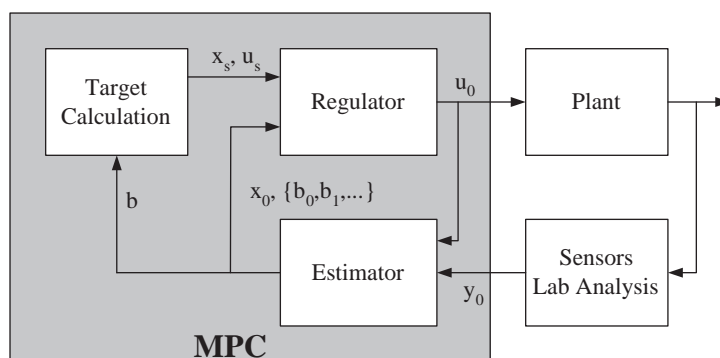 Target
Calculation
x_s, u_s
Regulator
u_0
Plant
b
x_0, {b_0,b_1,...}
Estimator
y_0
Sensors
Lab Analysis
MPC